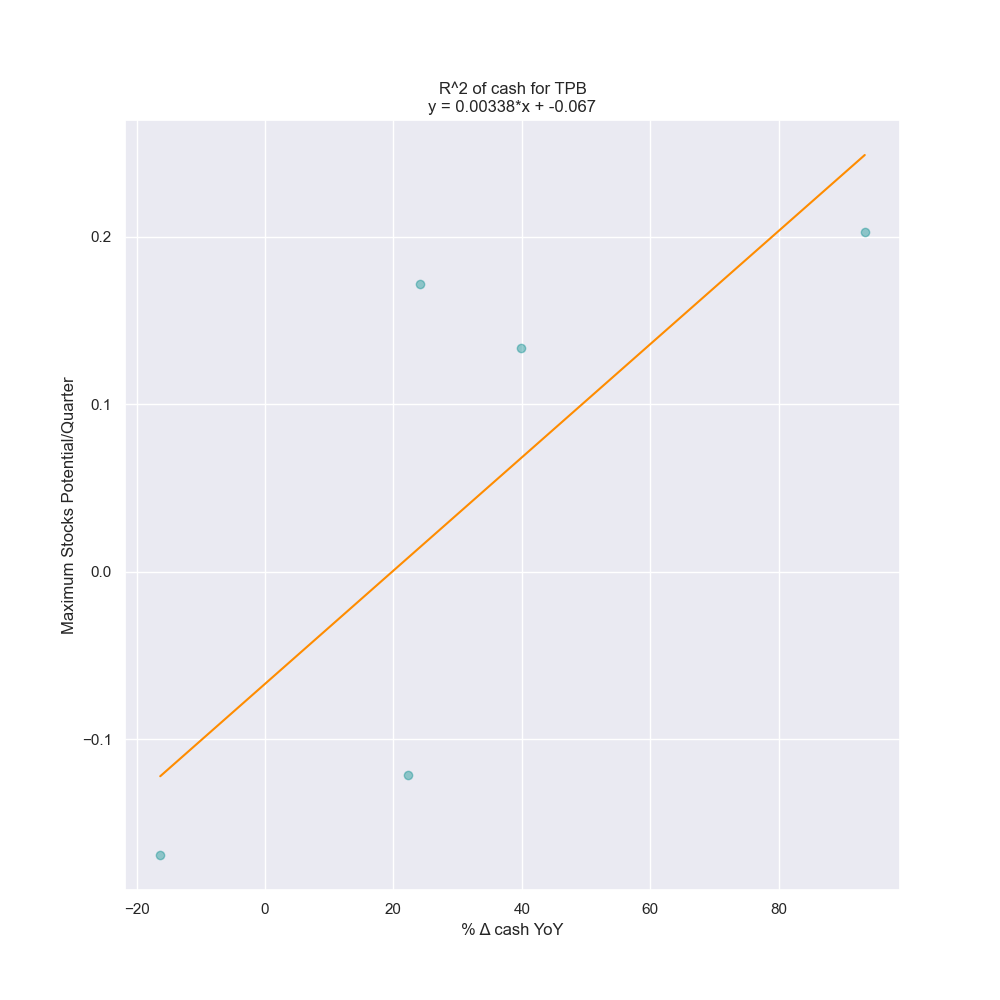 R^2 of cash for TPB
y = 0.00338*x + -0.067
Maximum Stocks Potential/Quarter
0.2
0.1
0.0
−0.1
−20 0 20 40 60 80
% Δ cash YoY